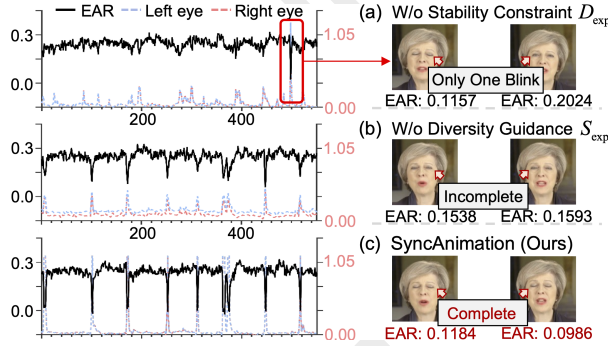 EAR Left eye Right eye
0.3
0.0
1.05
0.00
200 400
(a) W/o Stability Constraint D_exp
Only One Blink
EAR: 0.1157 EAR: 0.2024
0.3
0.0
1.05
0.00
200 400
(b) W/o Diversity Guidance S_exp
Incomplete
EAR: 0.1538 EAR: 0.1593
0.3
0.0
1.05
0.00
(c) SyncAnimation (Ours)
Complete
EAR: 0.1184 EAR: 0.0986